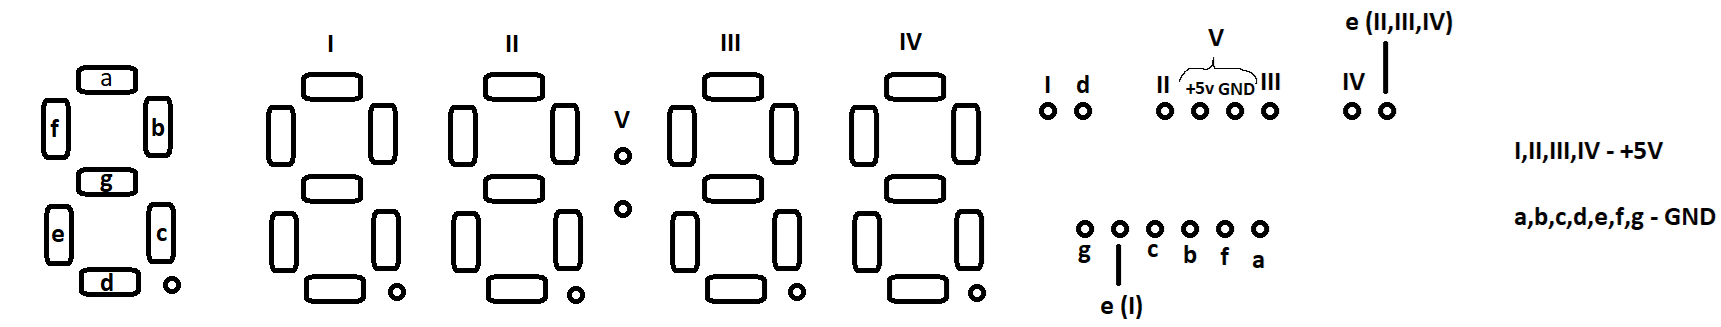 a
f
b
g
e
c
d
I
II
V
III
IV
I
d
II
V
+5v GND
III
IV
e (II,III,IV)
g
e (I)
c
b
f
a
I,II,III,IV - +5V
a,b,c,d,e,f,g - GND